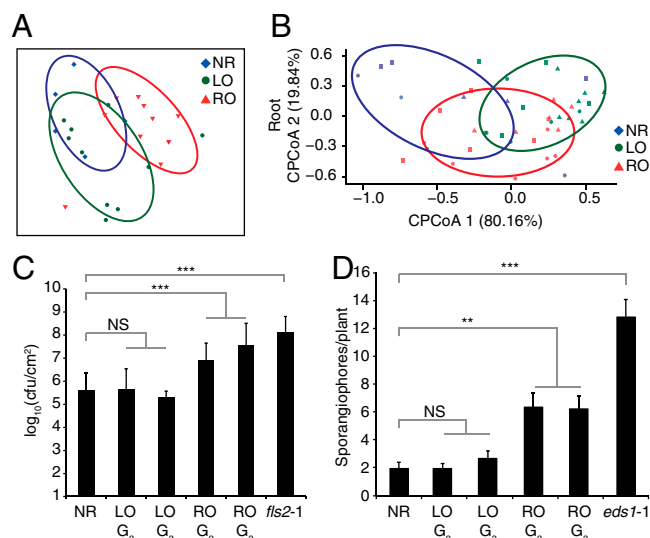 A
NR
LO
RO
B
Root
CPCoA 2 (19.84%)
0.6
0.3
0.0
−0.3
−0.6
−1.0
−0.5
0.0
0.5
CPCoA 1 (80.16%)
NR
LO
RO
C
log10(cfu/cm²)
10
9
8
7
6
5
4
3
2
1
***
***
NS
NR
LO
LO
RO
RO
fls2-1
G
G
G
G
D
Sporangiophores/plant
16
14
12
10
8
6
4
2
0
***
**
NS
NR
LO
LO
RO
RO
eds1-1
G
G
G
G